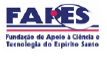 FAPES
Fundação de Apoio à Ciência e
Tecnologia do Espírito Santo